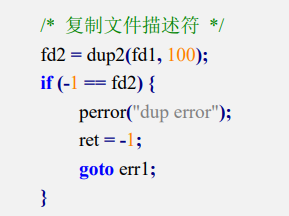 /* 复制文件描述符 */
fd2 = dup2(fd1, 100);
if (-1 == fd2) {
perror("dup error");
ret = -1;
goto err1;
}